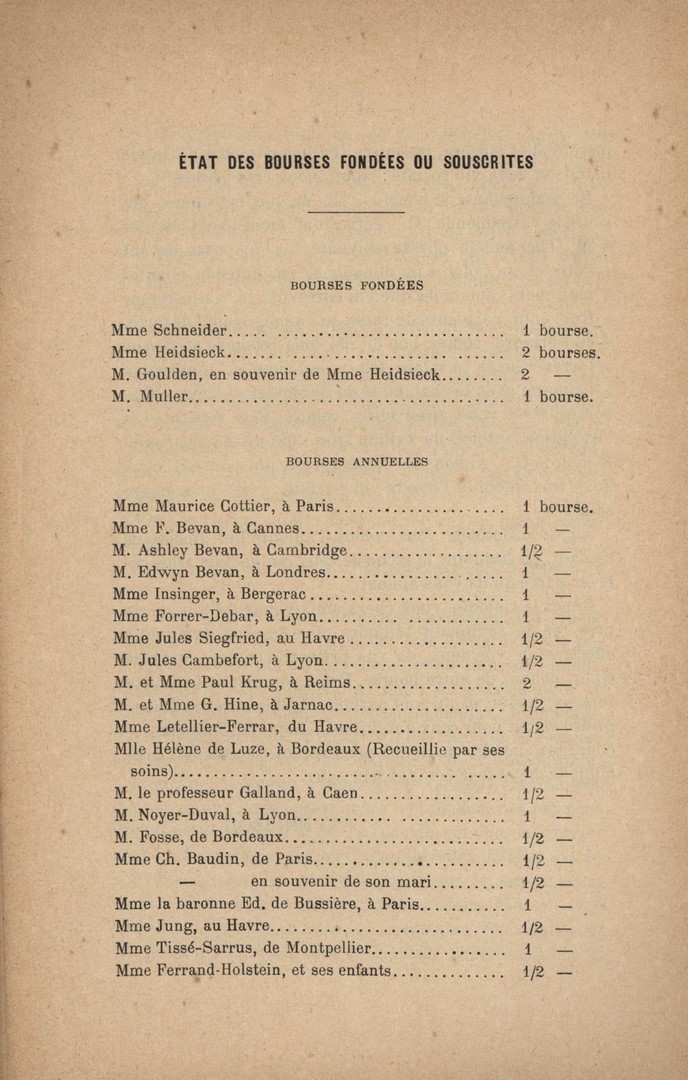 ÉTAT DES BOURSES FONDÉES OU SOUSCRITES
BOURSES FONDÉES
Mme Schneider..... ............................ 1 bourse.
Mme Heidsieck....... ....................... ...... 2 bourses.
M. Goulden, en souvenir de Mme Heidsieck........ 2 —
M. Muller...................................... 1 bourse.
BOURSES ANNUELLES
Mme Maurice Cottier, à Paris..................... 1 bourse.
Mme F. Bevan, à Cannes......................... 1 —
M. Ashley Bevan, à Cambridge................... 1/2 —
M. Edwyn Bevan, à Londres...................... 1 —
Mme Insinger, à Bergerac........................ 1 —
Mme Forrer-Debar, à Lyon.......... ............ 1 —
Mme Jules Siegfried, au Havre................... 1/2 —
M. Jules Cambefort, à Lyon...................... 1/2 —
M. et Mme Paul Krug, à Reims................... 2 —
M. et Mme G. Hine, à Jarnac..................... 1/2 —
Mme Letellier-Ferrar, du Havre.................. 1/2 —
Mlle Hélène de Luze, à Bordeaux (Recueillie par ses
soins)................................... ..... 1 —
M. le professeur Galland, à Caen.................. 1/2 —
M. Noyer-Duval, à Lyon............ ............. 1 —
M. Fosse, de Bordeaux........................... 1/2 —
Mme Ch. Baudin, de Paris........................ 1/2 —
— en souvenir de son mari......... 1/2 —
Mme la baronne Ed. de Bussière, à Paris........... 1 —
Mme Jung, au Havre............................. 1/2 —
Mme Tissé-Sarrus, de Montpellier................. 1 —
Mme Ferrand-Holstein, et ses enfants.............. 1/2 —